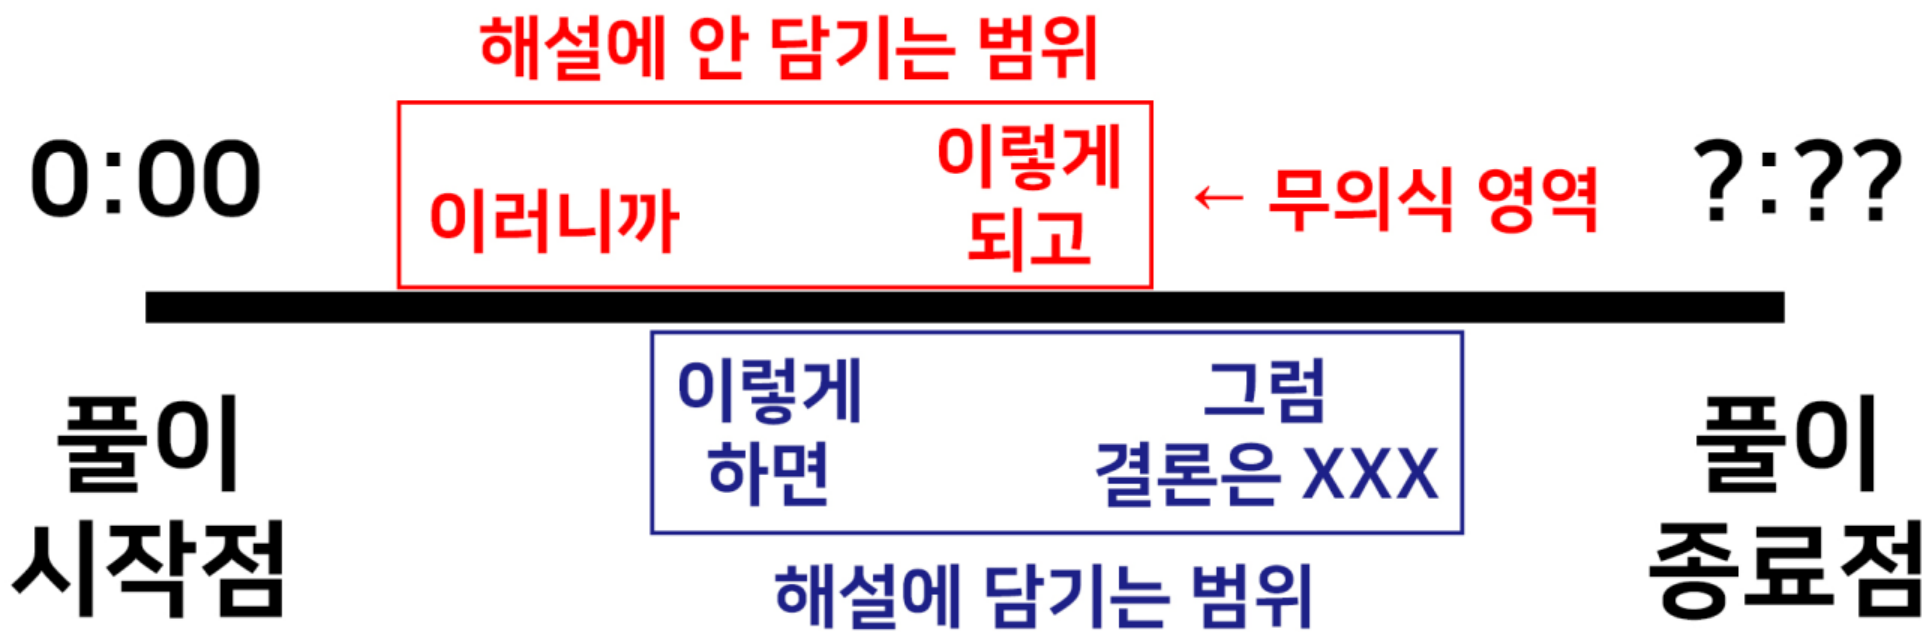 해설에 안 담기는 범위
0:00
이러니까
이렇게
되고
← 무의식 영역
?:??
풀이
시작점
이렇게
하면
그럼
결론은 XXX
풀이
종료점
해설에 담기는 범위